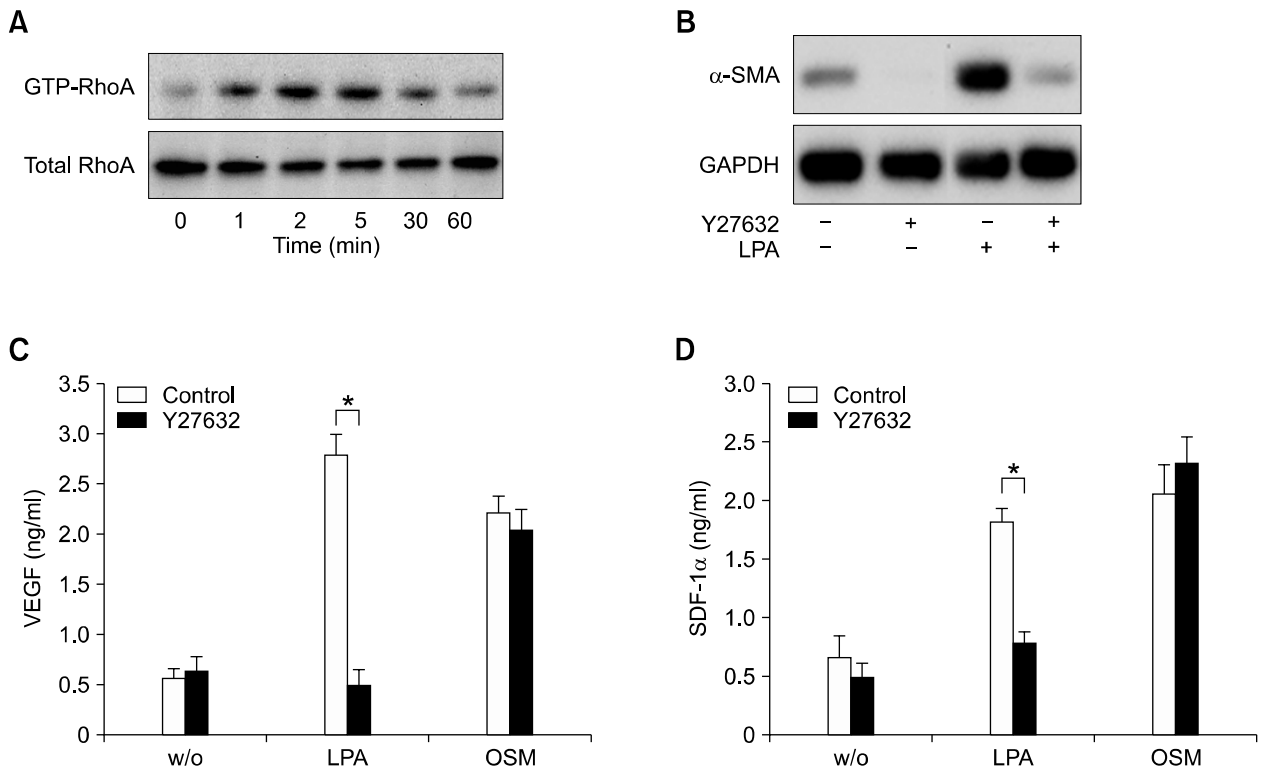 A
GTP-RhoA
Total RhoA
0 1 2 5 30 60
Time (min)
B
α-SMA
GAPDH
Y27632 − + − +
LPA − − + +
C
VEGF (ng/ml)
3.5
3.0
2.5
2.0
1.5
1.0
0.5
0
Control
Y27632
*
w/o LPA OSM
D
SDF-1α (ng/ml)
3.0
2.5
2.0
1.5
1.0
0.5
0
Control
Y27632
*
w/o LPA OSM